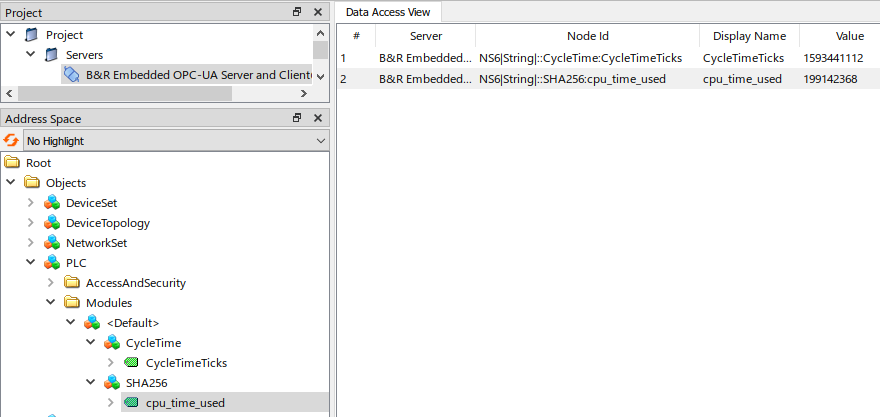 Project
Project
Servers
B&R Embedded OPC-UA Server and Client
Address Space
No Highlight
Root
Objects
DeviceSet
DeviceTopology
NetworkSet
PLC
AccessAndSecurity
Modules
<Default>
CycleTime
CycleTimeTicks
SHA256
cpu_time_used
Data Access View
# Server Node Id Display Name Value
1 B&R Embedded... NS6|String|::CycleTime:CycleTimeTicks CycleTimeTicks 1593441112
2 B&R Embedded... NS6|String|::SHA256:cpu_time_used cpu_time_used 199142368